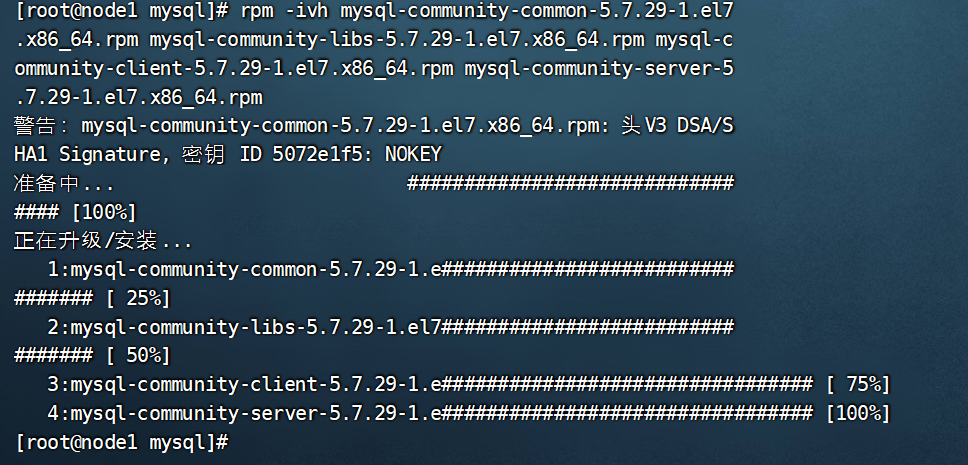 [root@node1 mysql]# rpm -ivh mysql-community-common-5.7.29-1.el7
.x86_64.rpm mysql-community-libs-5.7.29-1.el7.x86_64.rpm mysql-c
ommunity-client-5.7.29-1.el7.x86_64.rpm mysql-community-server-5
.7.29-1.el7.x86_64.rpm
警告：mysql-community-common-5.7.29-1.el7.x86_64.rpm: 头V3 DSA/S
HA1 Signature, 密钥 ID 5072e1f5: NOKEY
准备中...                          #############################
#### [100%]
正在升级/安装...
   1:mysql-community-common-5.7.29-1.e##########################
####### [ 25%]
   2:mysql-community-libs-5.7.29-1.el7##########################
####### [ 50%]
   3:mysql-community-client-5.7.29-1.e################################# [ 75%]
   4:mysql-community-server-5.7.29-1.e################################# [100%]
[root@node1 mysql]#